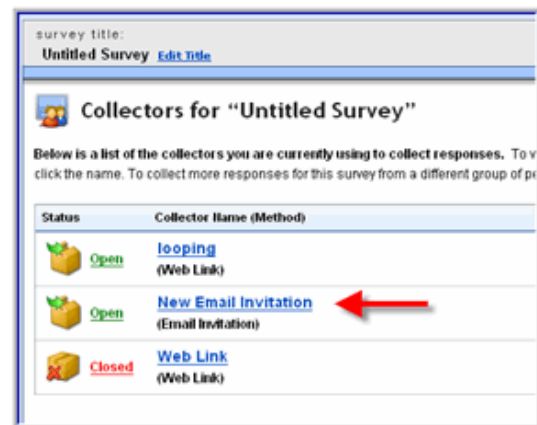 survey title:
Untitled Survey Edit Title
Collectors for “Untitled Survey”
Below is a list of the collectors you are currently using to collect responses. To
click the name. To collect more responses for this survey from a different group of
Status Collector Name (Method)
Open looping
(Web Link)
Open New Email Invitation
(Email Invitation)
Closed Web Link
(Web Link)